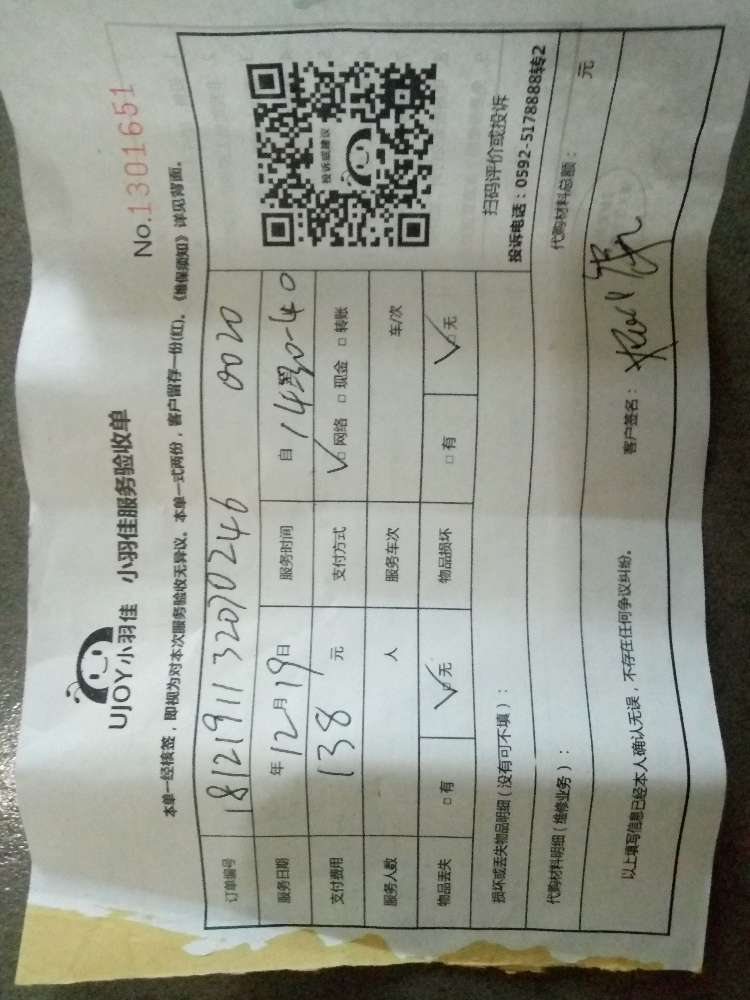 UJOY小羽佳 小羽佳服务验收单
No.1301651
本单一经核签，即视为对本次服务验收无异议。本单一式两份，客户留存一份(红)。《维保须知》详见背面。
订单编号 18121911320702460020
服务日期 年12月19日 服务时间 自
支付费用 138 元 支付方式 ☑网络 □现金 □转账
服务人数 人 服务车次 车/次
物品丢失 □有 ☑无 物品损坏 □有 ☑无
投诉或建议
扫码评价或投诉
投诉电话：0592-5178888转2
损坏或丢失物品明细（没有可不填）：
代购材料明细（维修业务）： 代购材料总额： 元
以上填写信息已经本人确认无误，不存在任何争议纠纷。 客户签名：